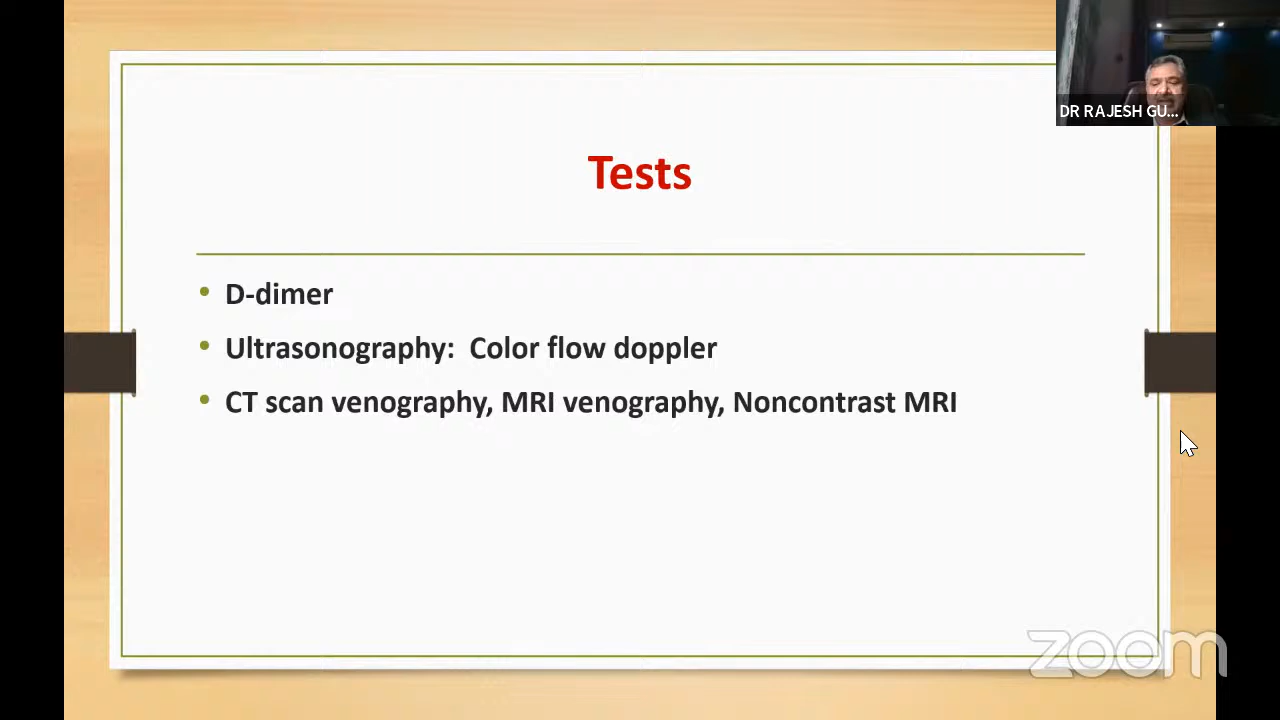 DR RAJESH GU...
Tests
• D-dimer
• Ultrasonography: Color flow doppler
• CT scan venography, MRI venography, Noncontrast MRI
zoom